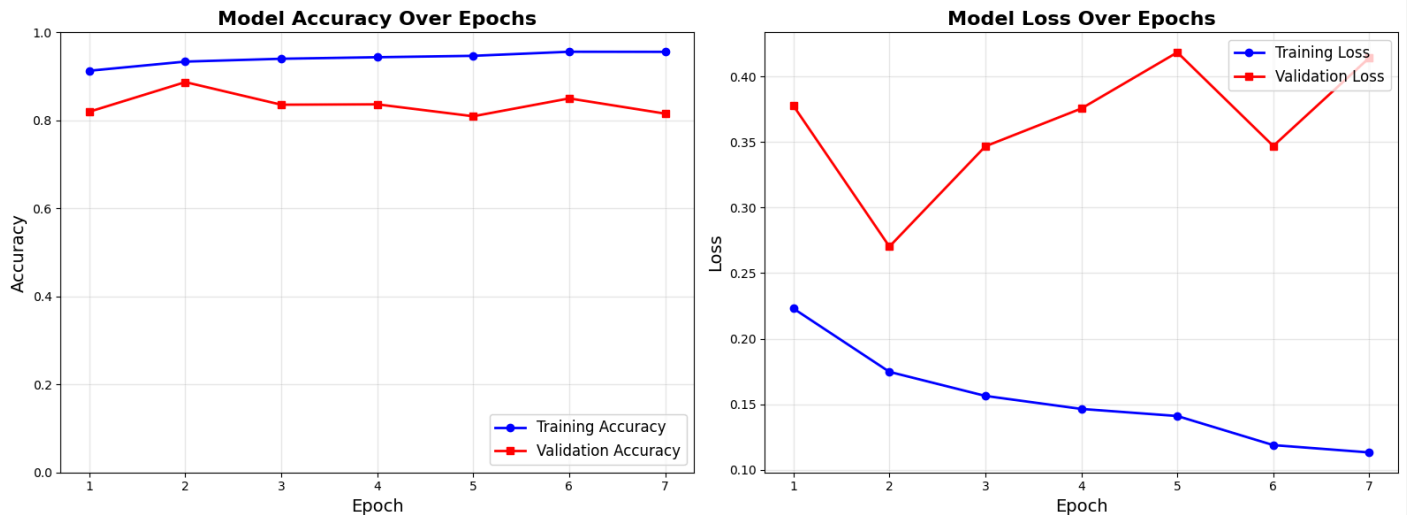 Model Accuracy Over Epochs
1.0
0.8
0.6
0.4
0.2
0.0
Accuracy
Training Accuracy
Validation Accuracy
1 2 3 4 5 6 7
Epoch
Model Loss Over Epochs
0.40
0.35
0.30
0.25
0.20
0.15
0.10
Loss
Training Loss
Validation Loss
1 2 3 4 5 6 7
Epoch